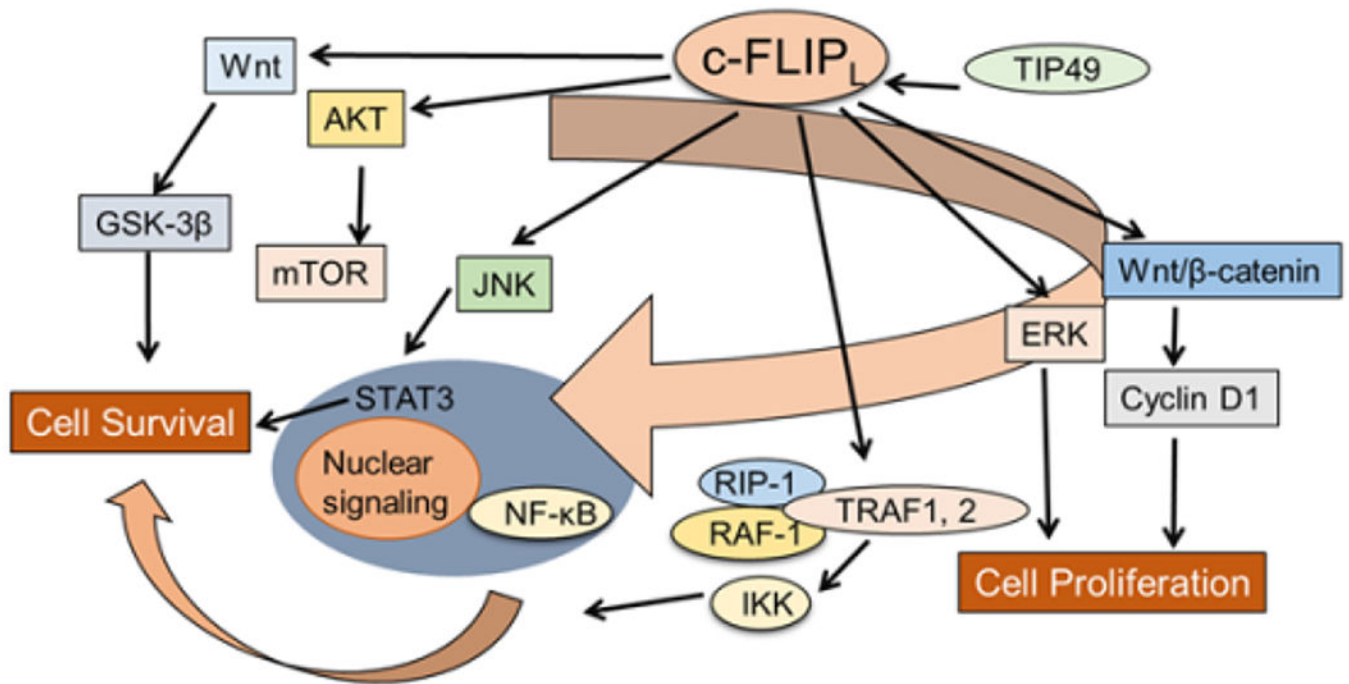 c-FLIPL
TIP49
Wnt
AKT
GSK-3β
mTOR
JNK
Wnt/β-catenin
ERK
Cyclin D1
STAT3
Cell Survival
Nuclear
signaling
NF-κB
RIP-1
TRAF1, 2
RAF-1
IKK
Cell Proliferation